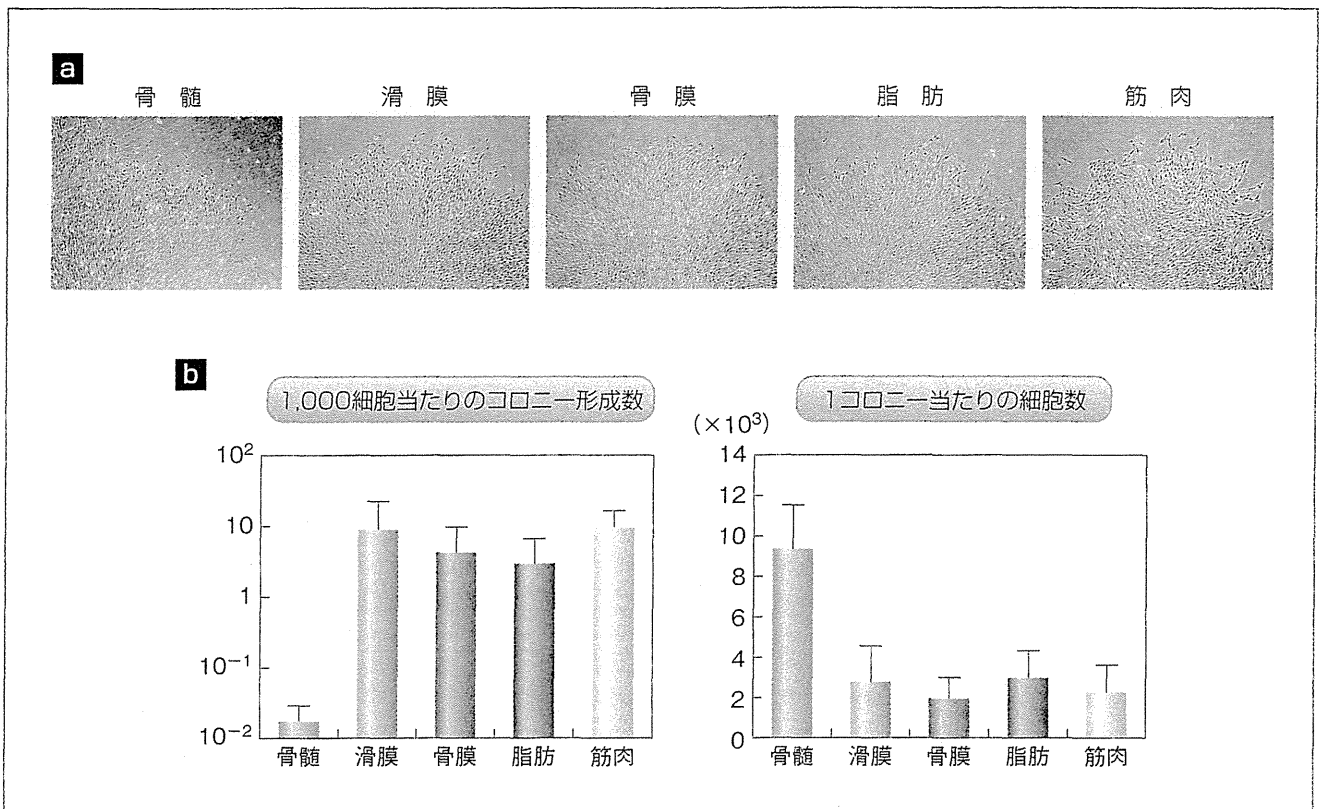 a
骨 髄 滑 膜 骨 膜 脂 肪 筋 肉
b
1,000細胞当たりのコロニー形成数
10²
10
1
10⁻¹
10⁻²
骨髄 滑膜 骨膜 脂肪 筋肉
1コロニー当たりの細胞数
(×10³)
14
12
10
8
6
4
2
0
骨髄 滑膜 骨膜 脂肪 筋肉